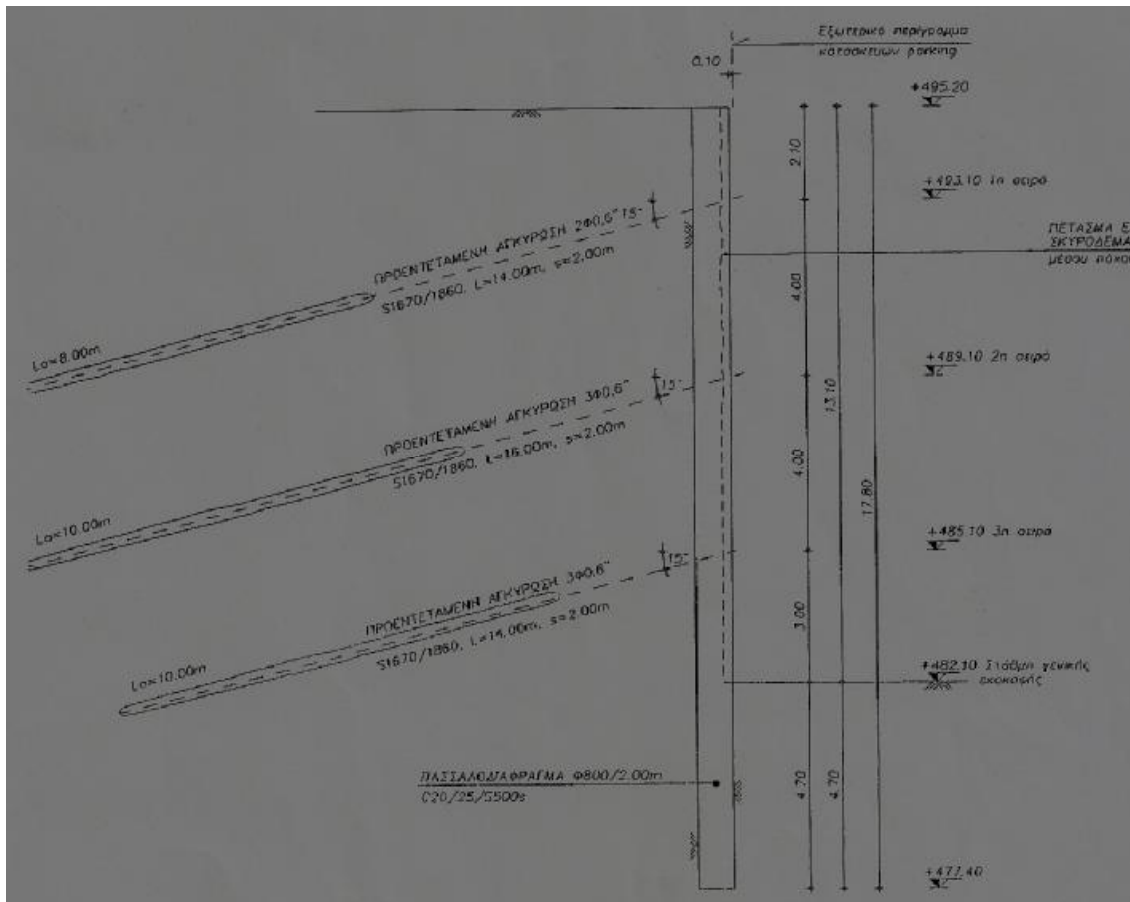 Εξωτερικό περίγραμμα
κατασκευών parking
0.10
+495.20
2.10
+493.10 1η σειρά
ΠΡΟΕΝΤΕΤΑΜΕΝΗ ΑΓΚΥΡΩΣΗ 2Φ0,6" 15°
S1670/1860, L=14.00m, s=2.00m
ΠΕΤΑΣΜΑ
ΣΚΥΡΟΔΕΜΑ
μέσου
4.00
Lα=8.00m
+489.10 2η σειρά
13.10
ΠΡΟΕΝΤΕΤΑΜΕΝΗ ΑΓΚΥΡΩΣΗ 3Φ0,6" 15°
S1670/1860, L=16.00m, s=2.00m
4.00
17.80
Lα=10.00m
+485.10 3η σειρά
ΠΡΟΕΝΤΕΤΑΜΕΝΗ ΑΓΚΥΡΩΣΗ 3Φ0,6" 15°
S1670/1860, L=14.00m, s=2.00m
3.00
Lα=10.00m
+482.10 Στάθμη γενικής
εκσκαφής
ΠΑΣΣΑΛΟΔΙΑΦΡΑΓΜΑ Φ800/2.00m
C20/25/S500s
4.70
4.70
+477.40